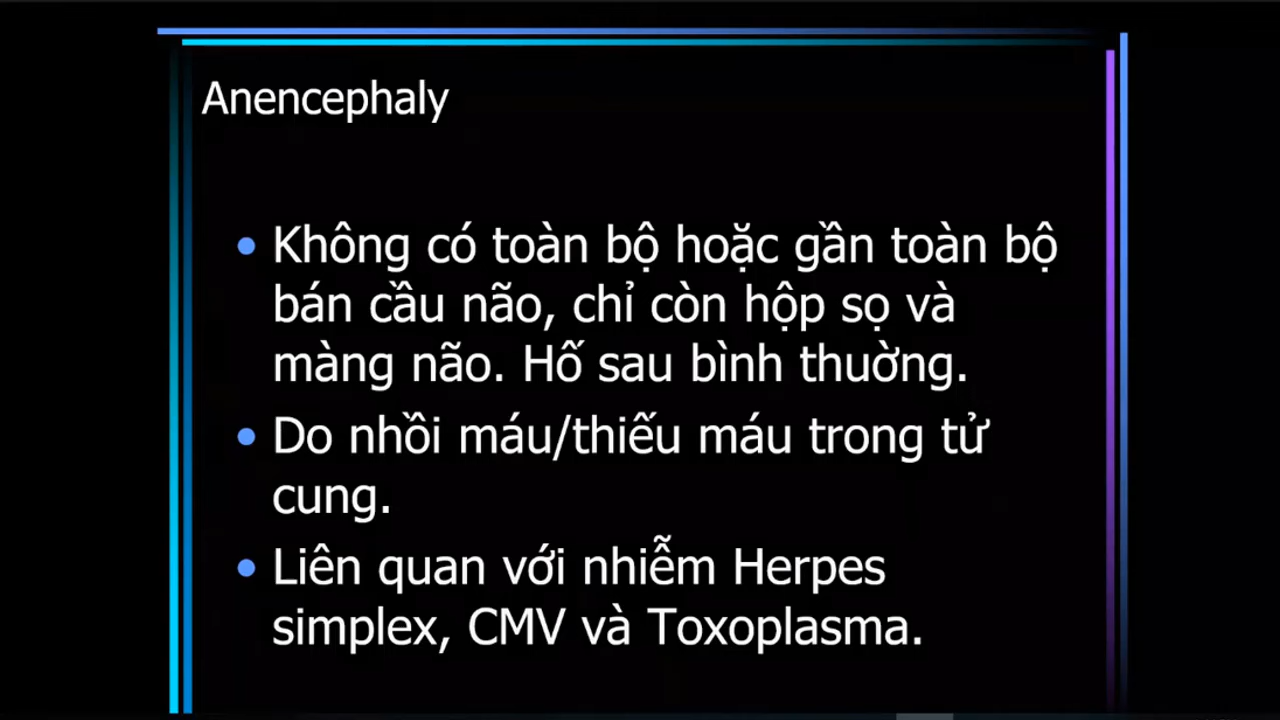 Anencephaly
• Không có toàn bộ hoặc gần toàn bộ
bán cầu não, chỉ còn hộp sọ và
màng não. Hố sau bình thuờng.
• Do nhồi máu/thiếu máu trong tử
cung.
• Liên quan với nhiễm Herpes
simplex, CMV và Toxoplasma.